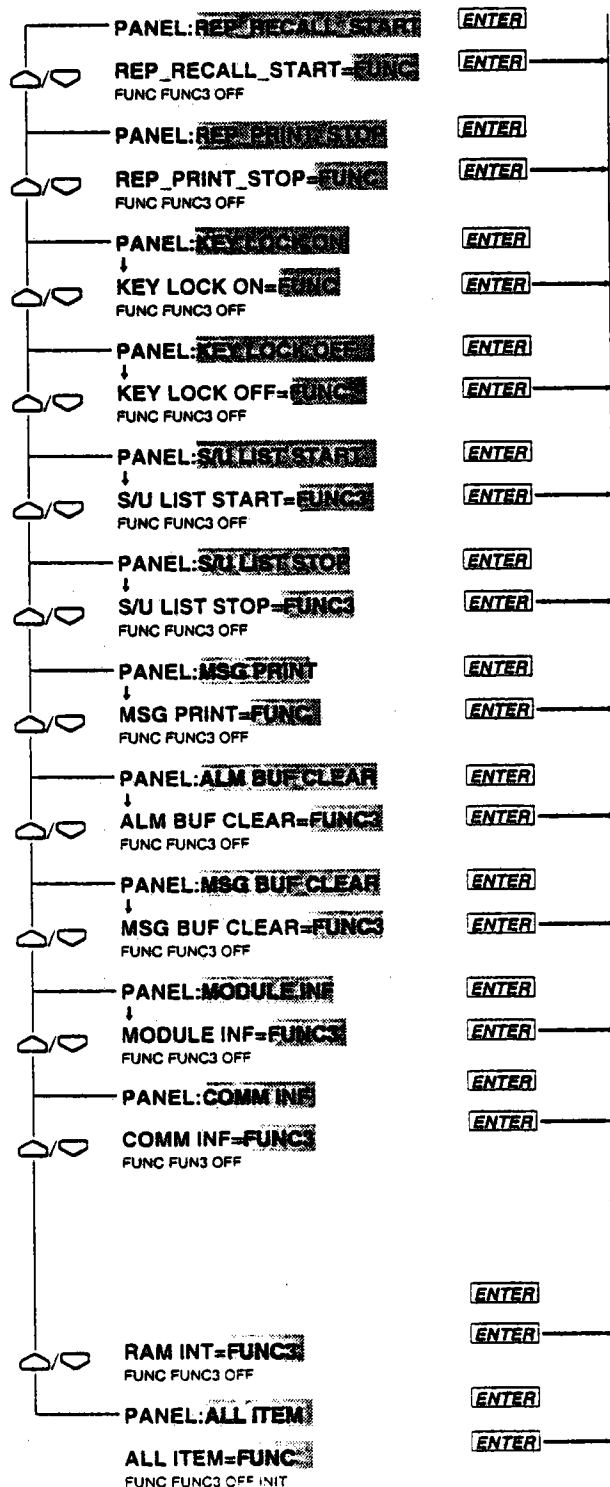 PANEL:REP_RECALL_START ENTER
REP_RECALL_START=FUNC ENTER
FUNC FUNC3 OFF
PANEL:REP_PRINT_STOP ENTER
REP_PRINT_STOP=FUNC ENTER
FUNC FUNC3 OFF
PANEL:KEY LOCK ON ENTER
KEY LOCK ON=FUNC ENTER
FUNC FUNC3 OFF
PANEL:KEY LOCK OFF ENTER
KEY LOCK OFF=FUNC ENTER
FUNC FUNC3 OFF
PANEL:S/U LIST START ENTER
S/U LIST START=FUNC3 ENTER
FUNC FUNC3 OFF
PANEL:S/U LIST STOP ENTER
S/U LIST STOP=FUNC3 ENTER
FUNC FUNC3 OFF
PANEL:MSG PRINT ENTER
MSG PRINT=FUNC ENTER
FUNC FUNC3 OFF
PANEL:ALM BUF CLEAR ENTER
ALM BUF CLEAR=FUNC3 ENTER
FUNC FUNC3 OFF
PANEL:MSG BUF CLEAR ENTER
MSG BUF CLEAR=FUNC3 ENTER
FUNC FUNC3 OFF
PANEL:MODULE INF ENTER
MODULE INF=FUNC3 ENTER
FUNC FUNC3 OFF
PANEL:COMM INF ENTER
COMM INF=FUNC3 ENTER
FUNC FUN3 OFF
ENTER
RAM INT=FUNC3 ENTER
FUNC FUNC3 OFF
PANEL:ALL ITEM ENTER
ALL ITEM=FUNC ENTER
FUNC FUNC3 OFF INIT